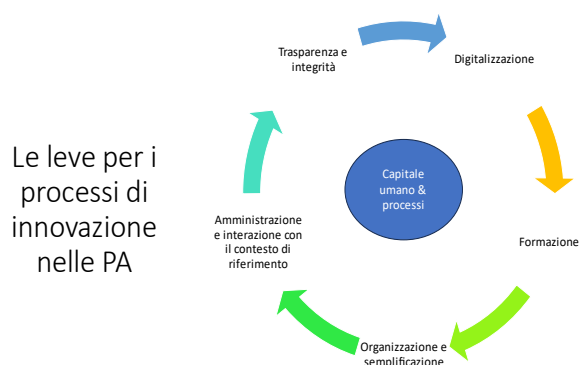 Le leve per i
processi di
innovazione
nelle PA
Trasparenza e
integrità
Digitalizzazione
Formazione
Organizzazione e
semplificazione
Amministrazione
e interazione con
il contesto di
riferimento
Capitale
umano &
processi